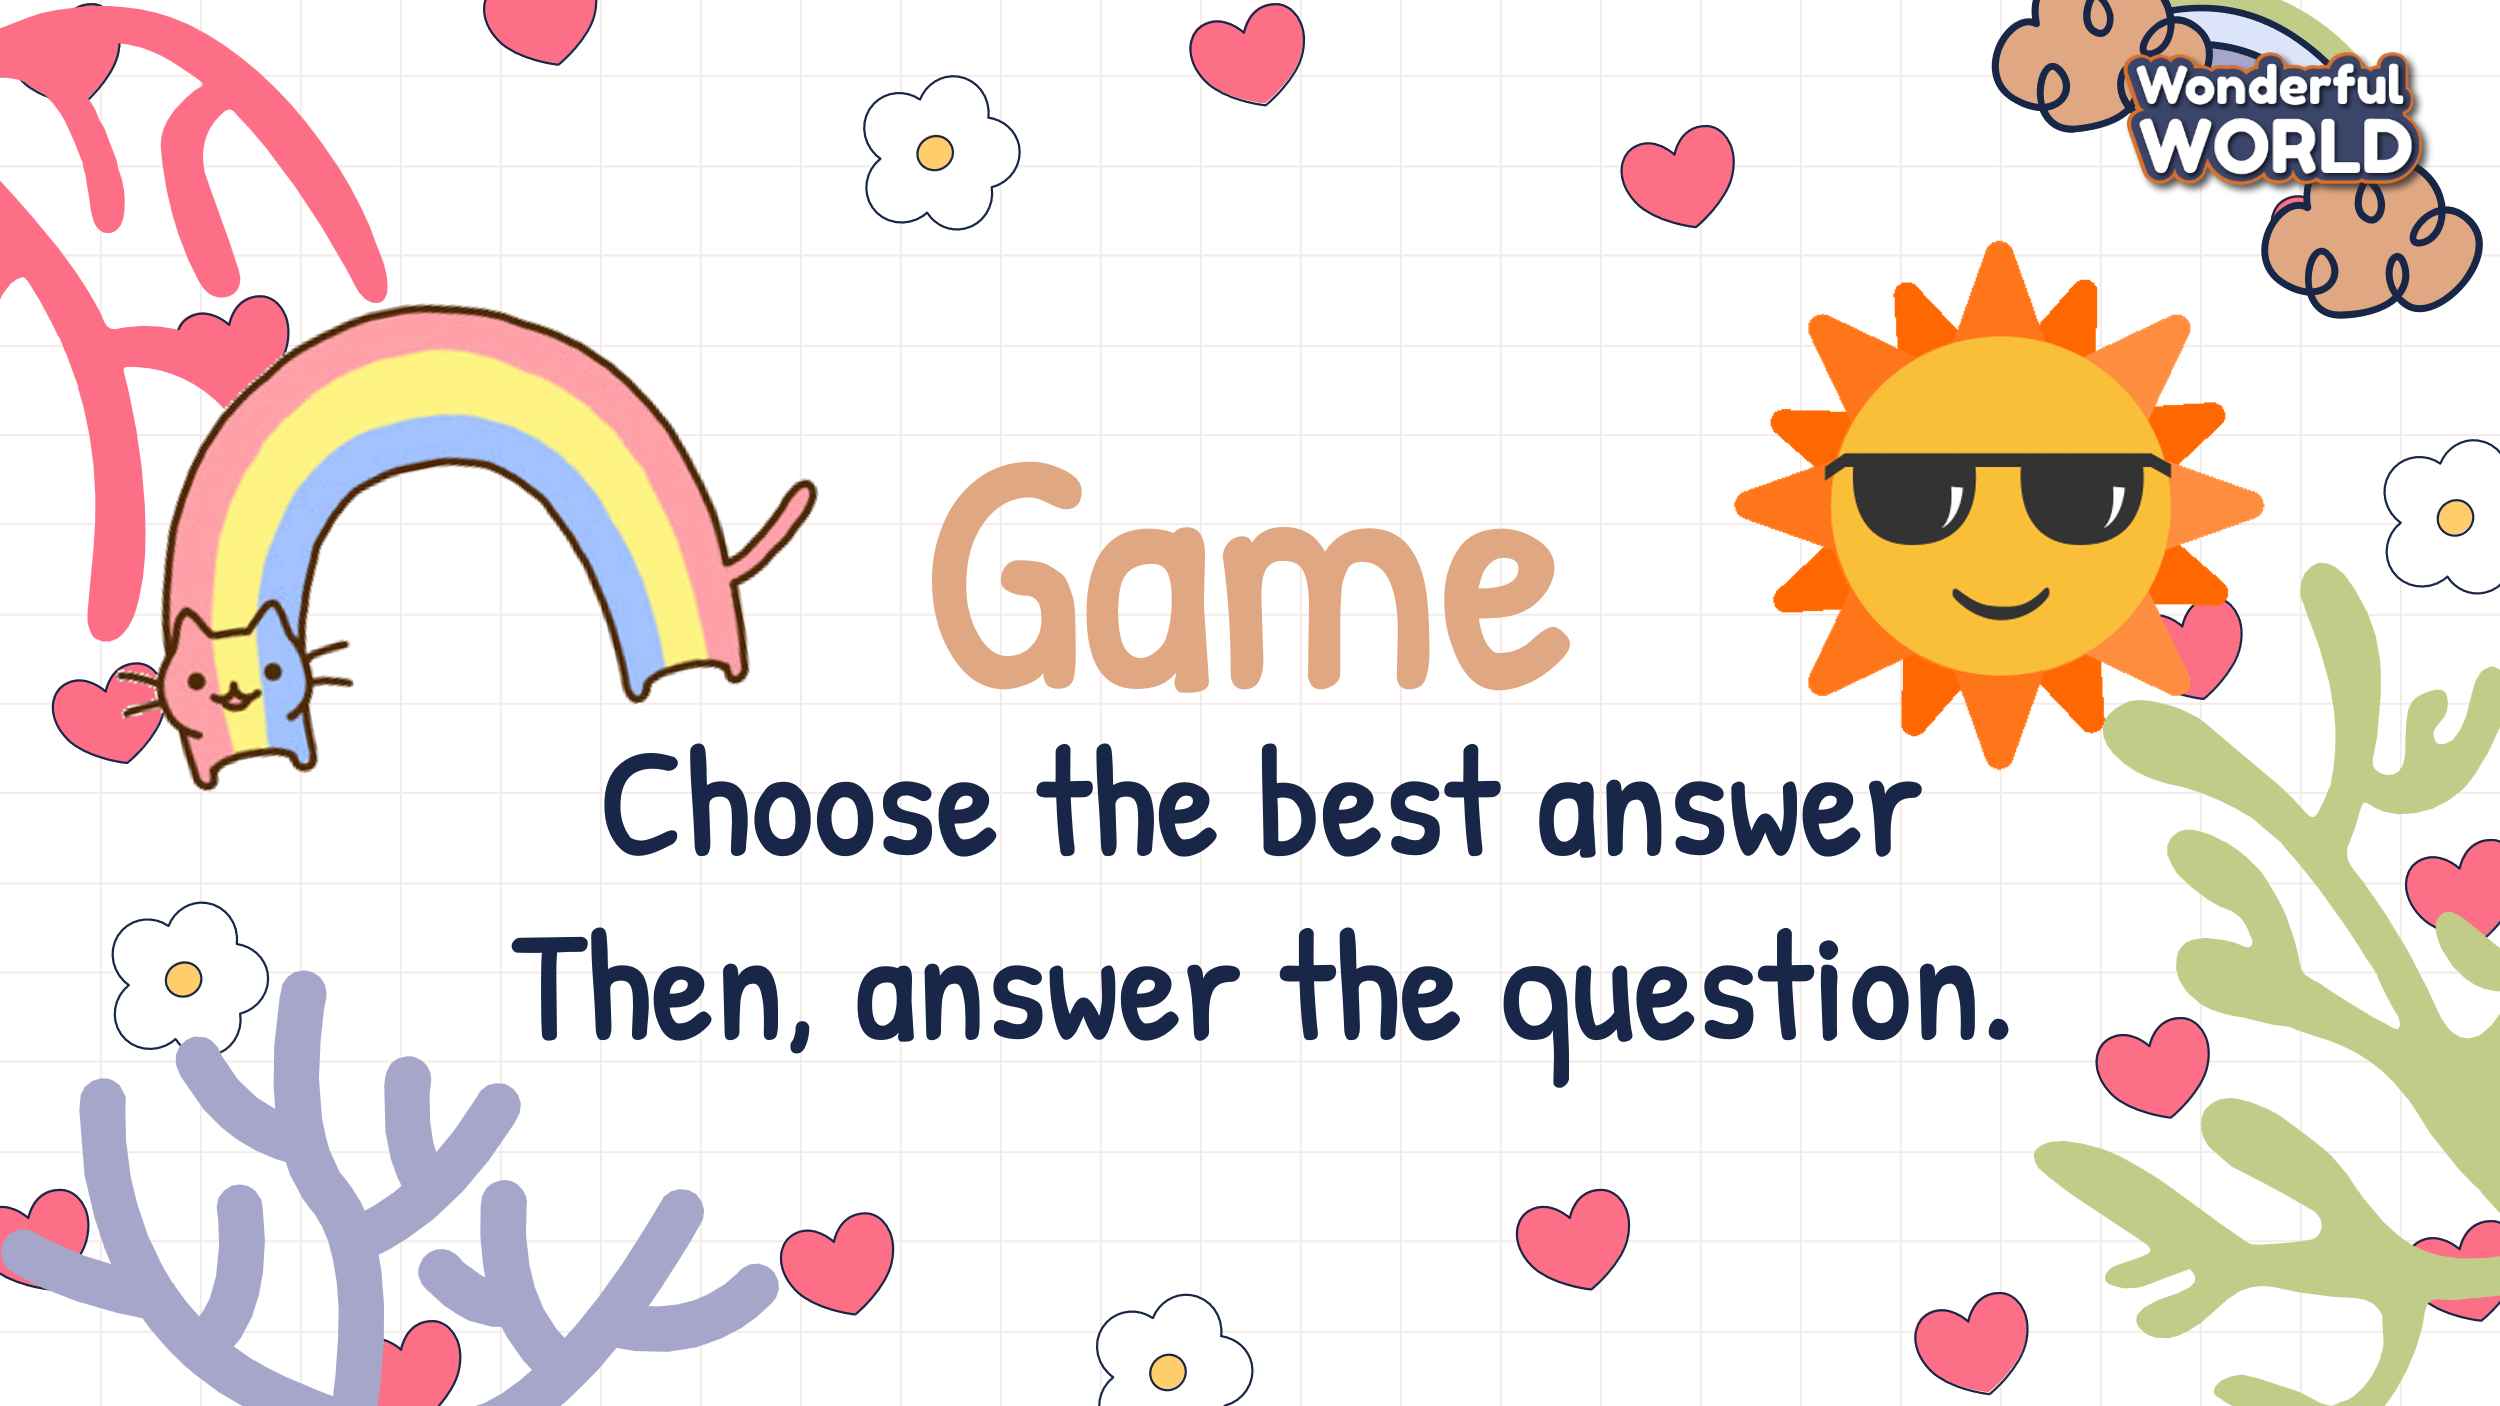 Wonderful
WORLD
Game
Choose the best answer
Then, answer the question.